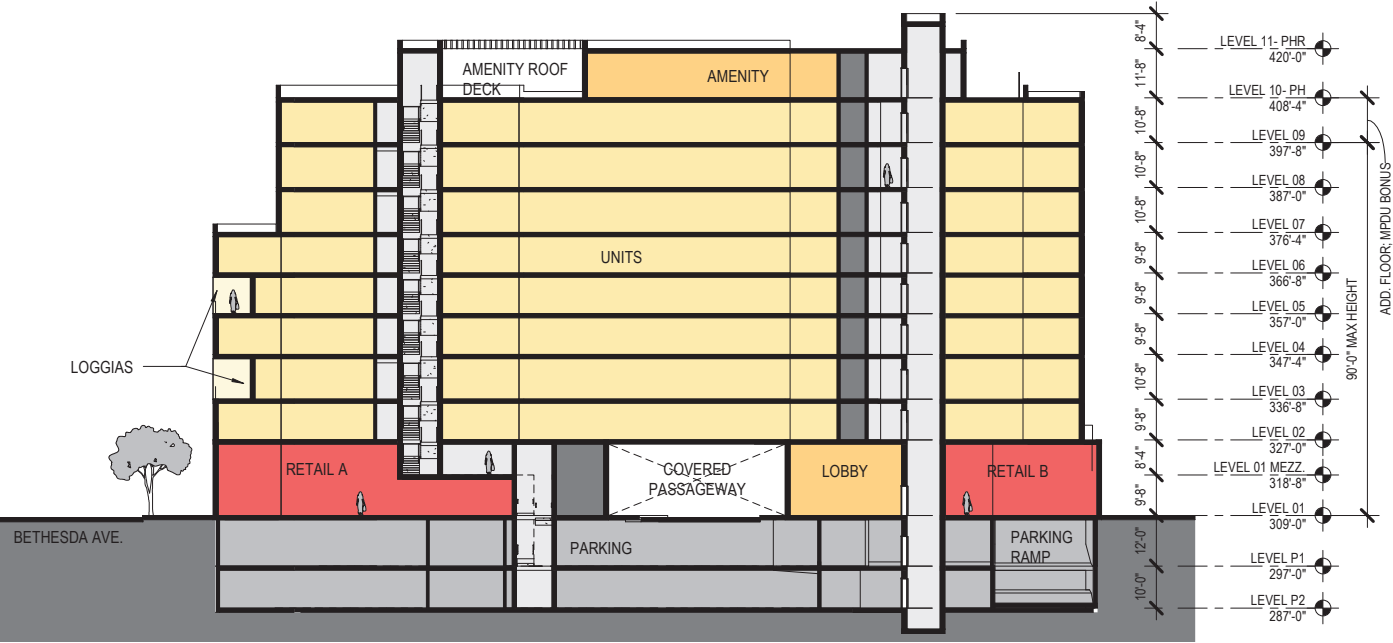 AMENITY ROOF
DECK
AMENITY
UNITS
LOGGIAS
RETAIL A
COVERED
PASSAGEWAY
LOBBY
RETAIL B
BETHESDA AVE.
PARKING
PARKING
RAMP
8'-4"
11'-8"
10'-8"
10'-8"
10'-8"
9'-8"
9'-8"
9'-8"
10'-8"
9'-8"
8'-4"
9'-8"
12'-0"
10'-0"
LEVEL 11- PHR
420'-0"
LEVEL 10- PH
408'-4"
LEVEL 09
397'-8"
LEVEL 08
387'-0"
LEVEL 07
376'-4"
LEVEL 06
366'-8"
LEVEL 05
357'-0"
LEVEL 04
347'-4"
LEVEL 03
336'-8"
LEVEL 02
327'-0"
LEVEL 01 MEZZ.
318'-8"
LEVEL 01
309'-0"
LEVEL P1
297'-0"
LEVEL P2
287'-0"
90'-0" MAX HEIGHT
ADD. FLOOR; MPDU BONUS